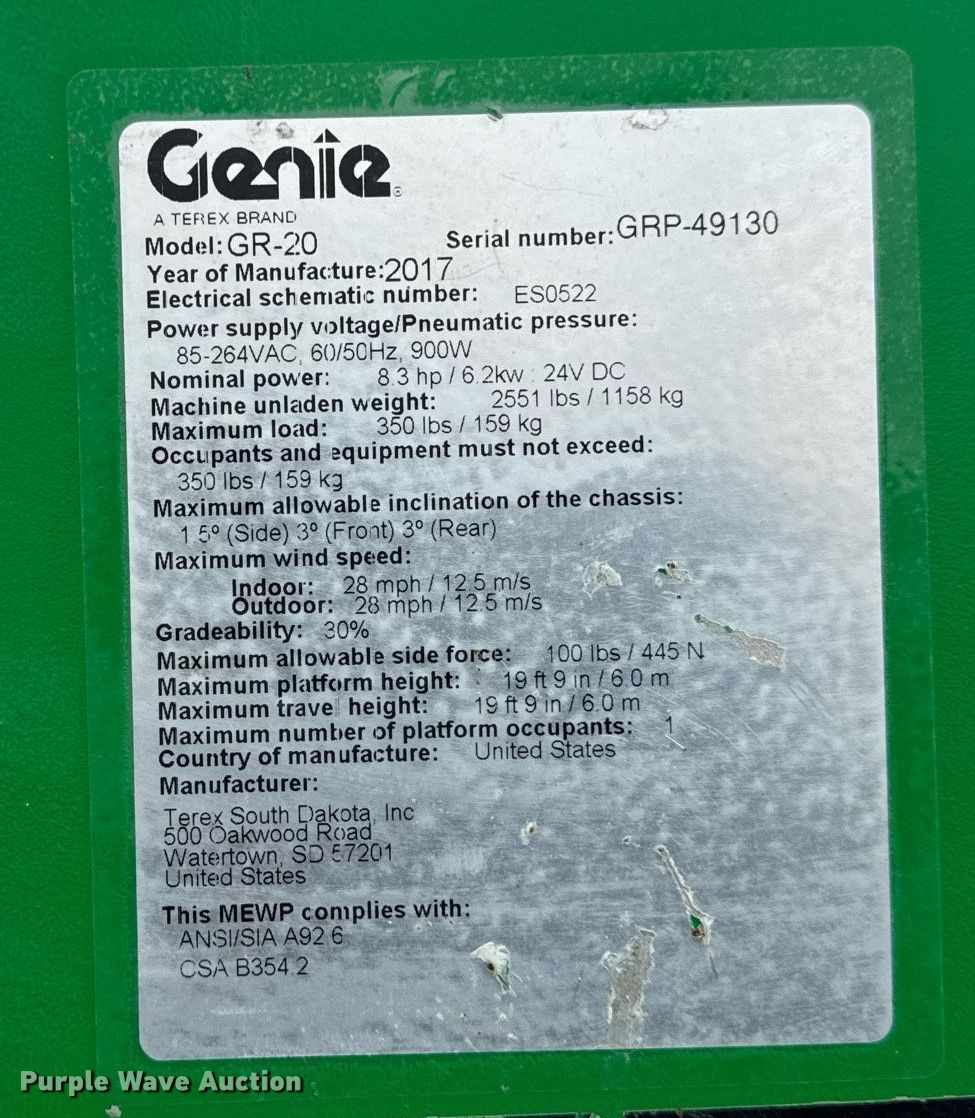 Genie®
A TEREX BRAND
Model: GR-20 Serial number: GRP-49130
Year of Manufacture: 2017
Electrical schematic number: ES0522
Power supply voltage/Pneumatic pressure:
85-264VAC, 60/50Hz, 900W
Nominal power: 8.3 hp / 6.2kw : 24V DC
Machine unladen weight: 2551 lbs / 1158 kg
Maximum load: 350 lbs / 159 kg
Occupants and equipment must not exceed:
350 lbs / 159 kg
Maximum allowable inclination of the chassis:
1.5º (Side) 3º (Front) 3º (Rear)
Maximum wind speed:
Indoor: 28 mph / 12.5 m/s
Outdoor: 28 mph / 12.5 m/s
Gradeability: 30%
Maximum allowable side force: 100 lbs / 445 N
Maximum platform height: 19 ft 9 in / 6.0 m
Maximum travel height: 19 ft 9 in / 6.0 m
Maximum number of platform occupants: 1
Country of manufacture: United States
Manufacturer:
Terex South Dakota, Inc
500 Oakwood Road
Watertown, SD 57201
United States
This MEWP complies with:
ANSI/SIA A92.6
CSA B354.2
Purple Wave Auction